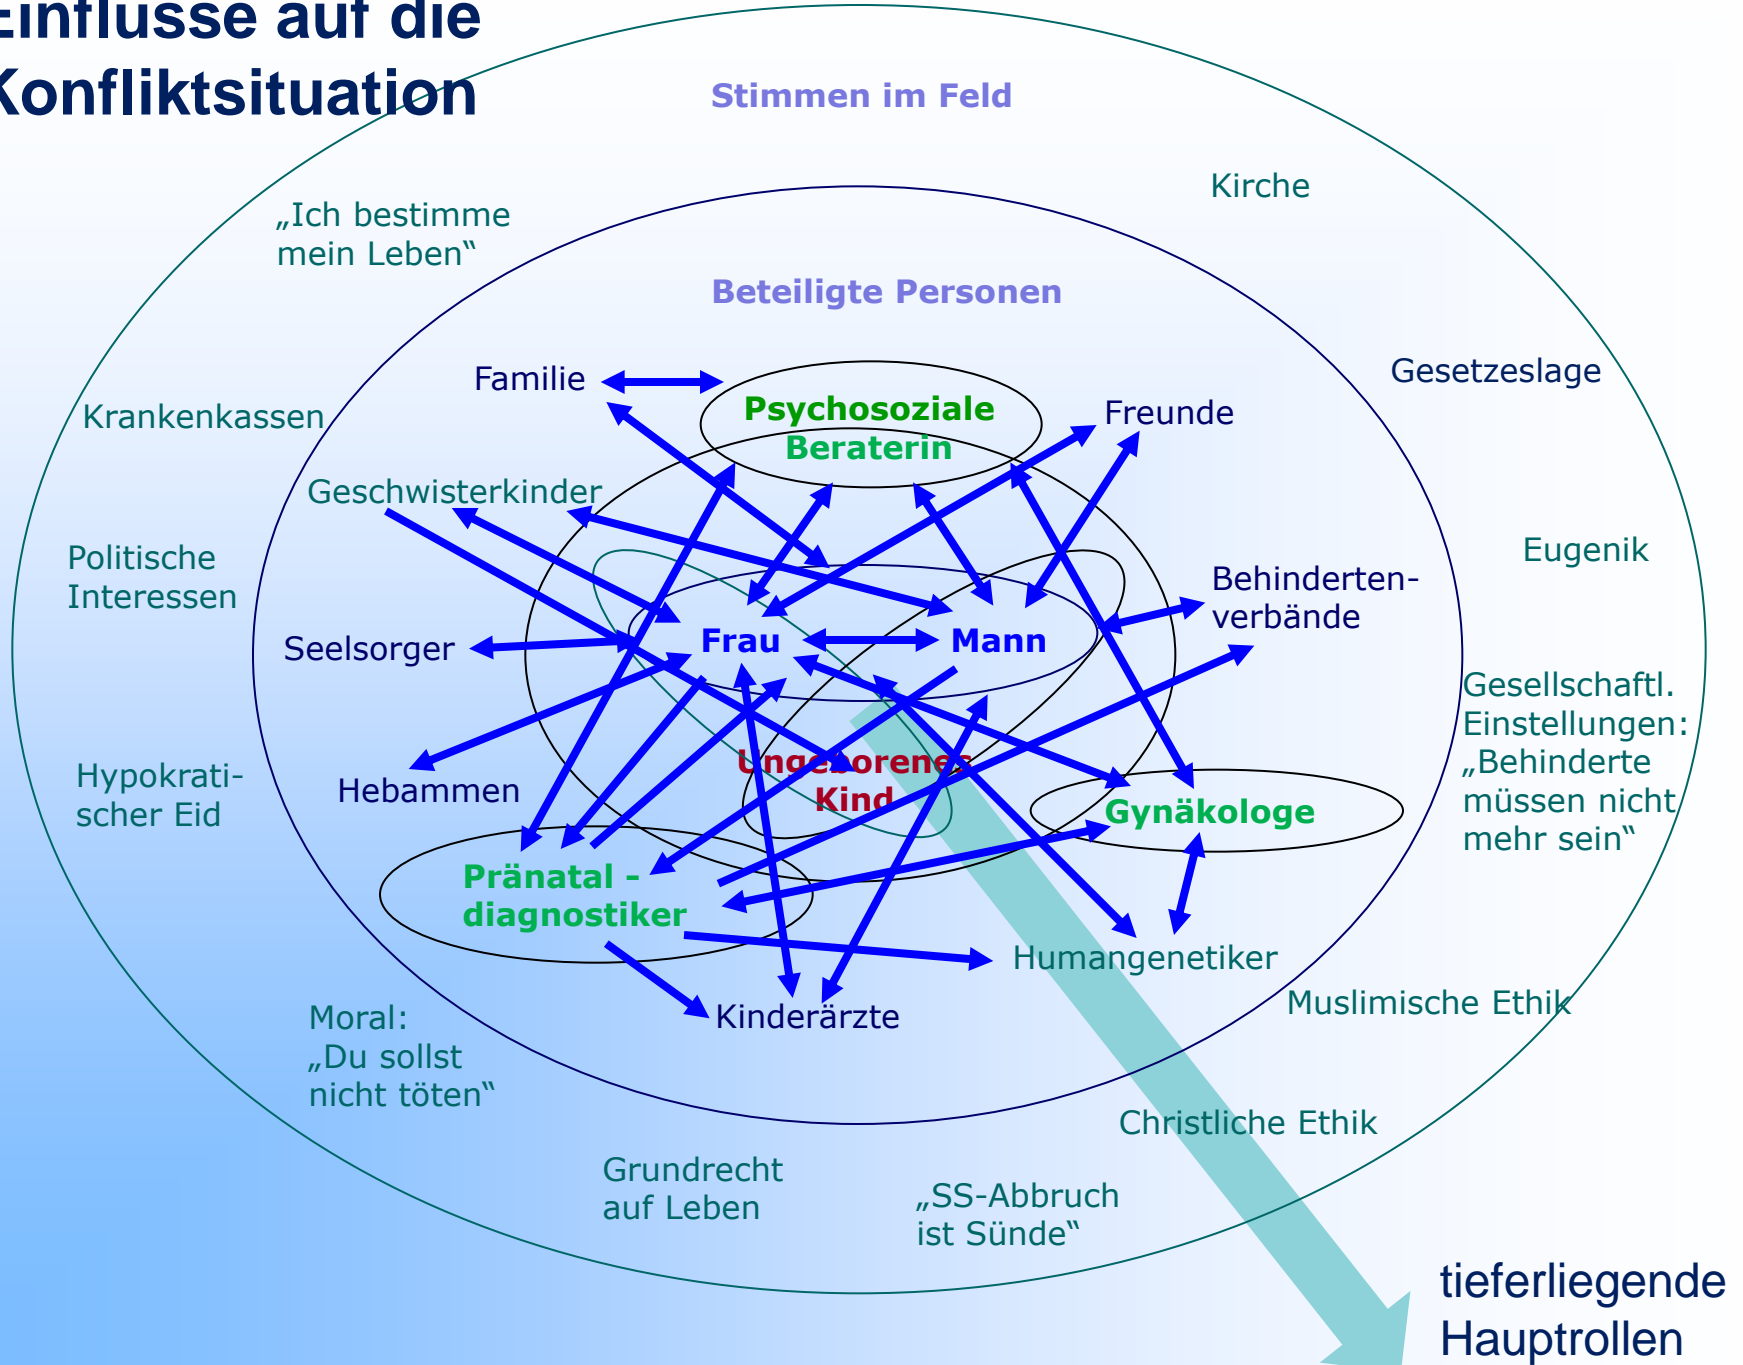 Einflüsse auf die
Konfliktsituation
Stimmen im Feld
Kirche
„Ich bestimme
mein Leben“
Beteiligte Personen
Gesetzeslage
Familie
Krankenkassen
Psychosoziale
Beraterin
Freunde
Geschwisterkinder
Politische
Interessen
Eugenik
Behinderten-
verbände
Seelsorger
Frau
Mann
Gesellschaftl.
Einstellungen:
„Behinderte
müssen nicht
mehr sein“
Hypokrati-
scher Eid
Hebammen
Ungeborenes
Kind
Gynäkologe
Pränatal -
diagnostiker
Humangenetiker
Kinderärzte
Muslimische Ethik
Moral:
„Du sollst
nicht töten“
Christliche Ethik
Grundrecht
auf Leben
„SS-Abbruch
ist Sünde“
tieferliegende
Hauptrollen